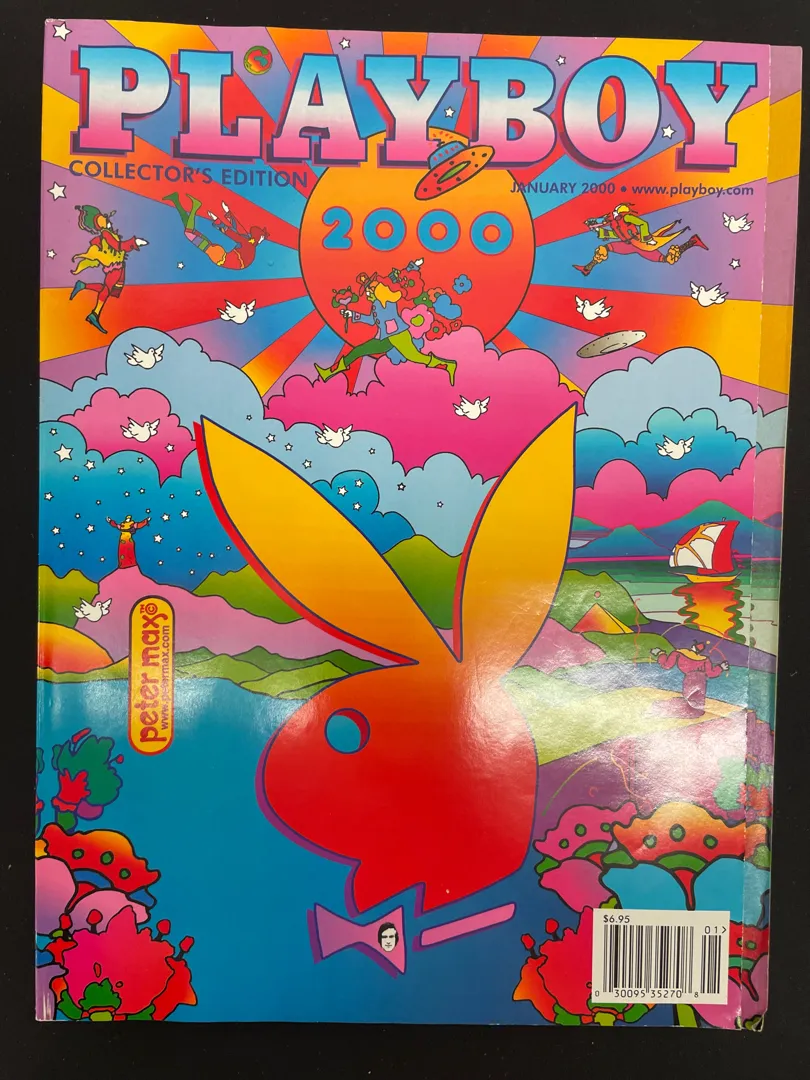 PLAYBOY
COLLECTOR'S EDITION
JANUARY 2000 • www.playboy.com
2000
peter max©™
www.petermax.com
$6.95
01>
0 30095 35270 8